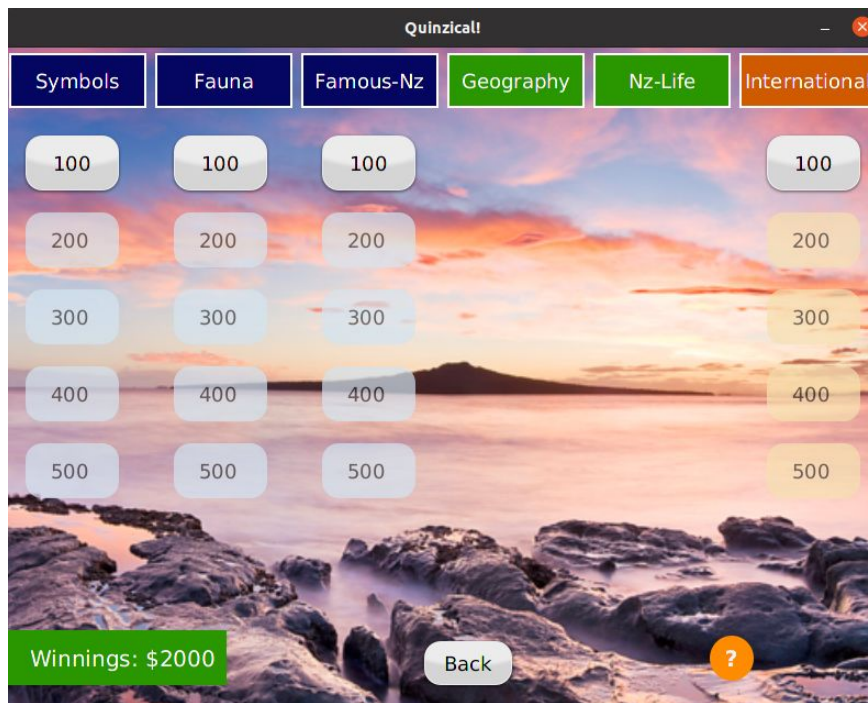 Quinzical!
Symbols Fauna Famous-Nz Geography Nz-Life International
100 100 100 100
200 200 200 200
300 300 300 300
400 400 400 400
500 500 500 500
Winnings: $2000 Back ?